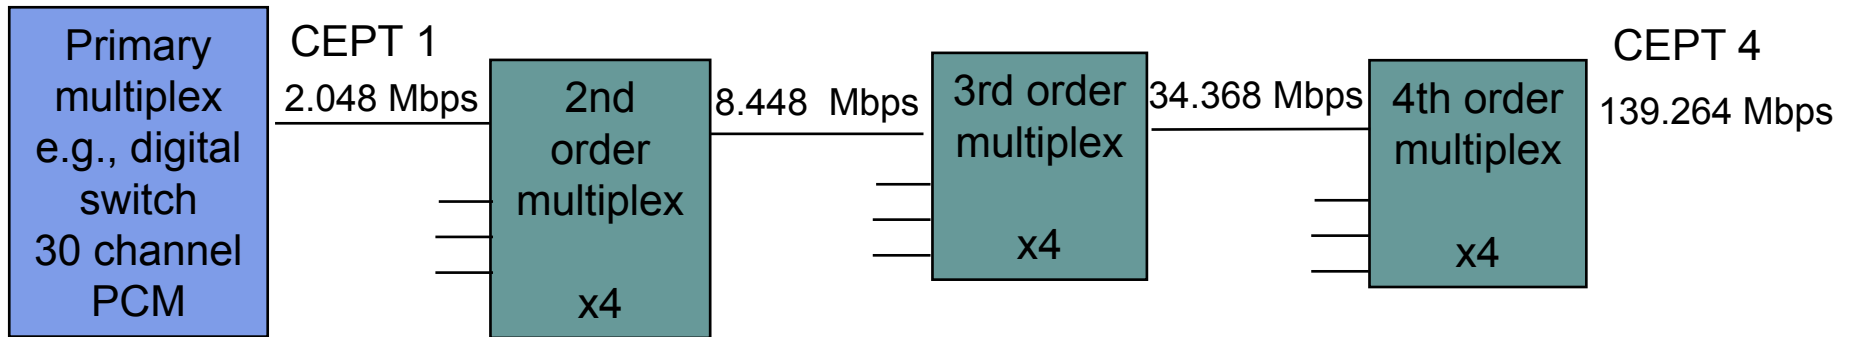 Primary
multiplex
e.g., digital
switch
30 channel
PCM
CEPT 1
2.048 Mbps
2nd
order
multiplex
x4
8.448 Mbps
3rd order
multiplex
x4
34.368 Mbps
4th order
multiplex
x4
CEPT 4
139.264 Mbps